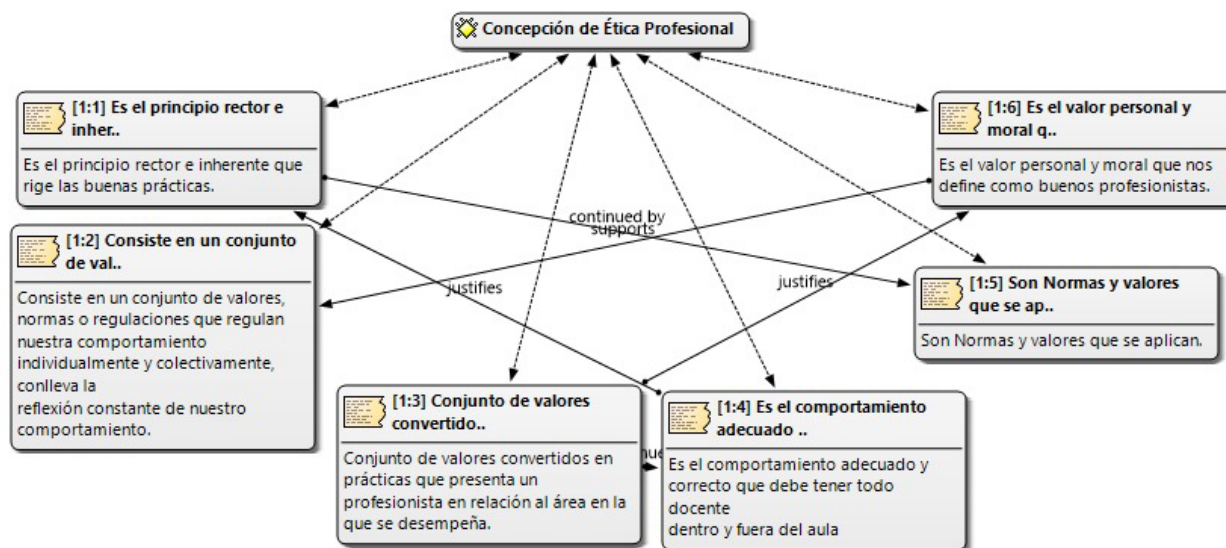 Concepción de Ética Profesional
[1:1] Es el principio rector e
inher..
Es el principio rector e inherente que
rige las buenas prácticas.
[1:6] Es el valor personal y
moral q..
Es el valor personal y moral que nos
define como buenos profesionistas.
continued by
supports
[1:2] Consiste en un conjunto
de val..
Consiste en un conjunto de valores,
normas o regulaciones que regulan
nuestra comportamiento
individualmente y colectivamente,
conlleva la
reflexión constante de nuestro
comportamiento.
justifies
justifies
[1:5] Son Normas y valores
que se ap..
Son Normas y valores que se aplican.
[1:3] Conjunto de valores
convertido..
Conjunto de valores convertidos en
prácticas que presenta un
profesionista en relación al área en la
que se desempeña.
[1:4] Es el comportamiento
adecuado ..
Es el comportamiento adecuado y
correcto que debe tener todo
docente
dentro y fuera del aula